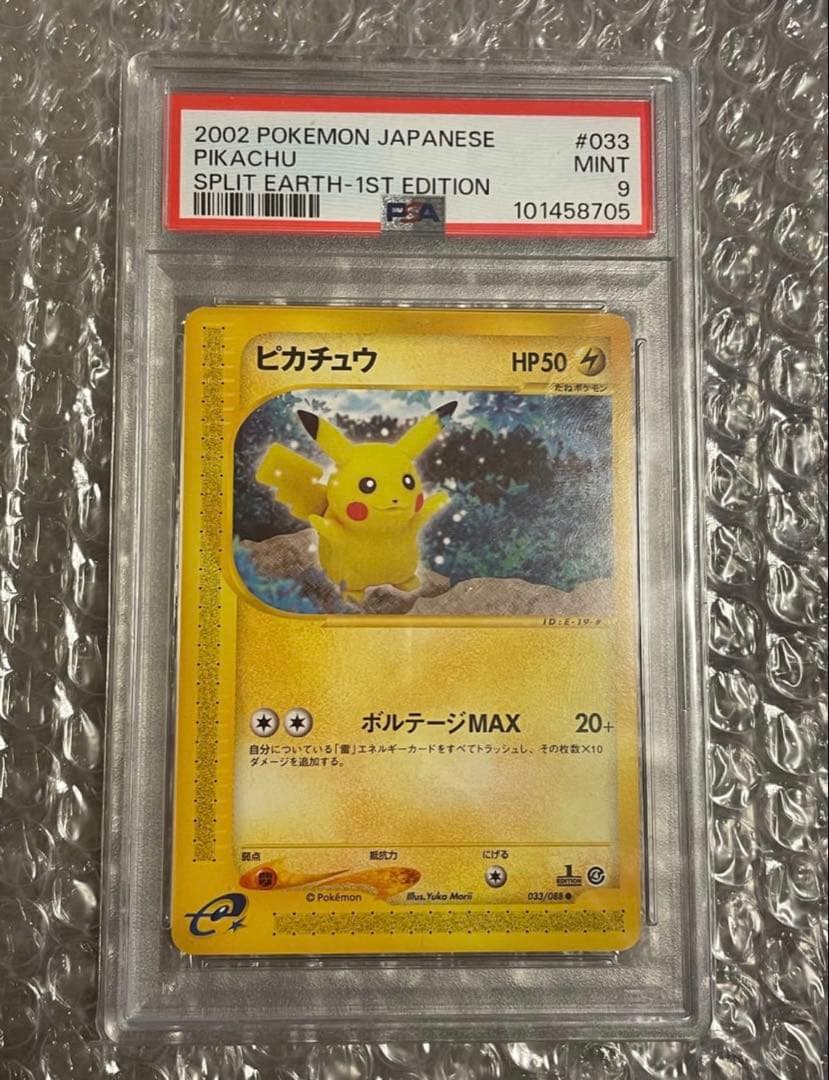 2002 POKEMON JAPANESE #033
PIKACHU MINT
SPLIT EARTH-1ST EDITION 9
PSA 101458705
ピカチュウ HP50
たねポケモン
ID:E-19-#
ボルテージMAX 20+
自分についている「雷」エネルギーカードをすべてトラッシュし、その枚数×10
ダメージを追加する。
弱点 抵抗力 にげる
1
EDITION
©Pokémon Illus.Yuka Morii 033/088●
e